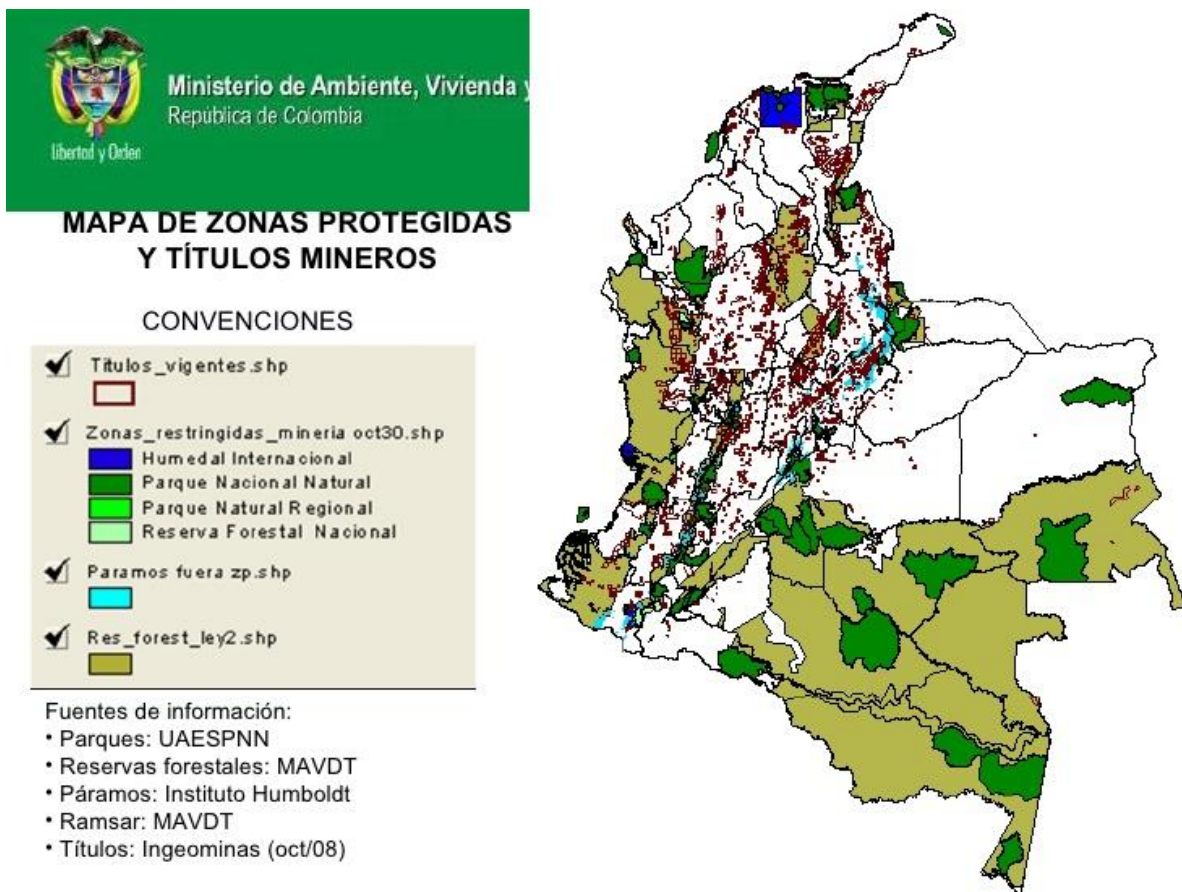 Ministerio de Ambiente, Vivienda y
República de Colombia
Libertad y Orden
MAPA DE ZONAS PROTEGIDAS
Y TÍTULOS MINEROS
CONVENCIONES
Titulos_vigentes.shp
Zonas_restringidas_mineria oct30.shp
Humedal Internacional
Parque Nacional Natural
Parque Natural Regional
Reserva Forestal Nacional
Paramos fuera zp.shp
Res_forest_ley2.shp
Fuentes de información:
• Parques: UAESPNN
• Reservas forestales: MAVDT
• Páramos: Instituto Humboldt
• Ramsar: MAVDT
• Títulos: Ingeominas (oct/08)